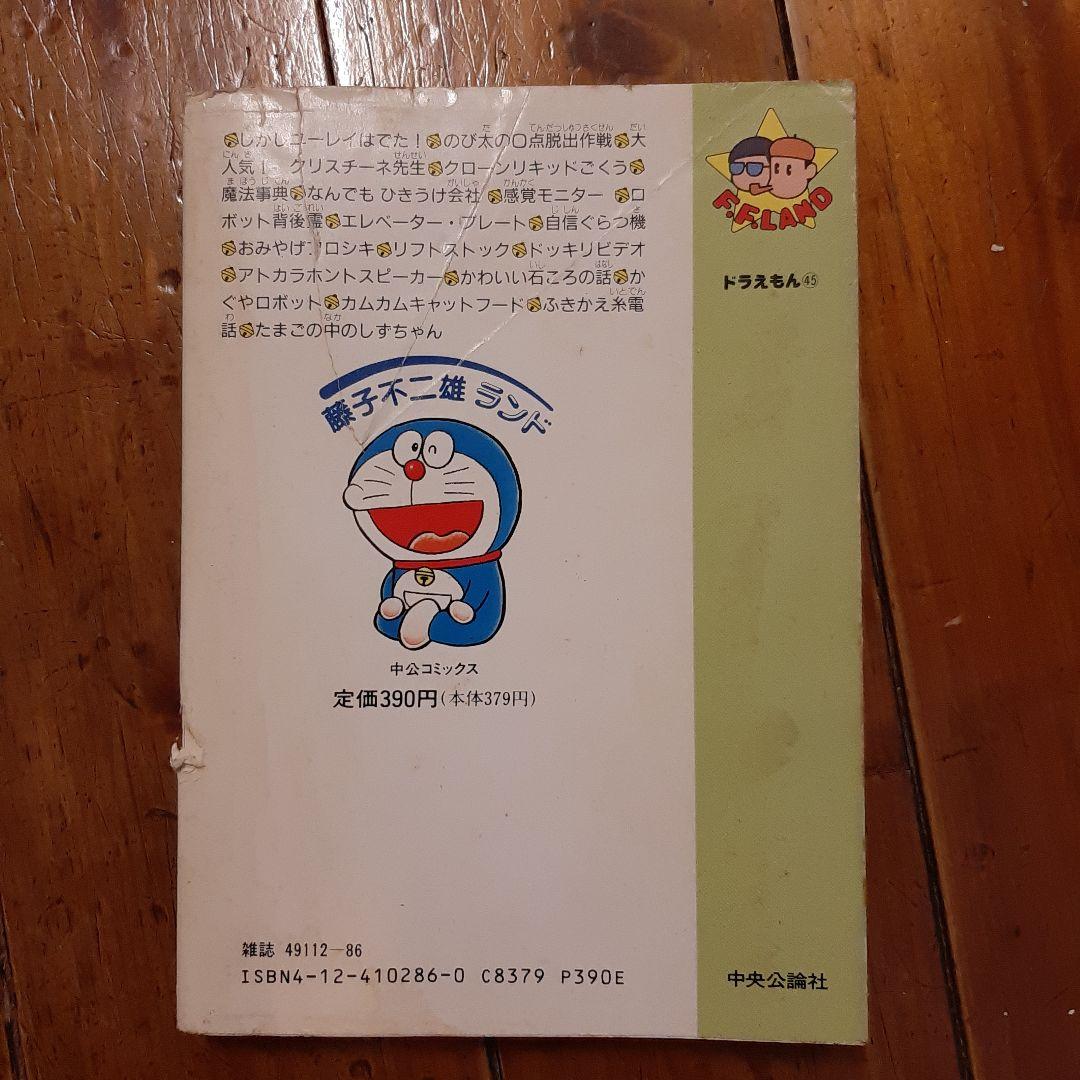 しかしユーレイはでた!のび太の0点脱出作戦大
人気! クリスチーネ先生クローンリキッドごくう
魔法事典なんでも ひきうけ会社感覚モニター ロ
ボット背後霊エレベーター・プレート自信ぐらつ機
おみやげフロシキリフトストックドッキリビデオ
アトカラホントスピーカーかわいい石ころの話か
ぐやロボットカムカムキャットフードふきかえ糸電
話たまごの中のしずちゃん
藤子不二雄 ランド
中公コミックス
定価390円(本体379円)
雑誌 49112-86
ISBN4-12-410286-0 C8379 P390E
F.F.LAND
ドラえもん㊺
中央公論社